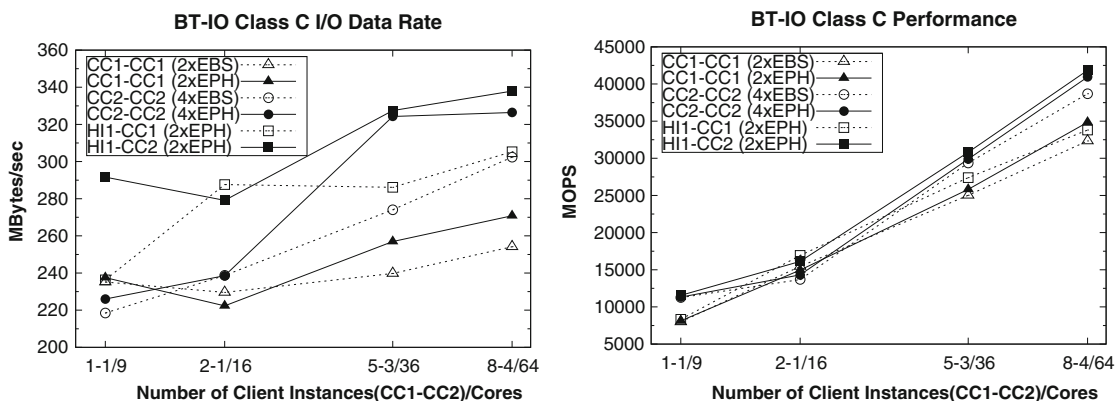 BT-IO Class C I/O Data Rate
360
340
320
300
280
260
240
220
200
MBytes/sec
CC1-CC1 (2xEBS)
CC1-CC1 (2xEPH)
CC2-CC2 (4xEBS)
CC2-CC2 (4xEPH)
HI1-CC1 (2xEPH)
HI1-CC2 (2xEPH)
1-1/9
2-1/16
5-3/36
8-4/64
Number of Client Instances(CC1-CC2)/Cores
BT-IO Class C Performance
45000
40000
35000
30000
25000
20000
15000
10000
5000
MOPS
CC1-CC1 (2xEBS)
CC1-CC1 (2xEPH)
CC2-CC2 (4xEBS)
CC2-CC2 (4xEPH)
HI1-CC1 (2xEPH)
HI1-CC2 (2xEPH)
1-1/9
2-1/16
5-3/36
8-4/64
Number of Client Instances(CC1-CC2)/Cores